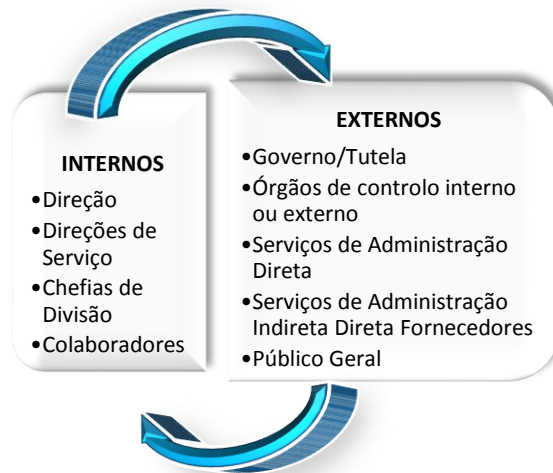 INTERNOS
•Direção
•Direções de
Serviço
•Chefias de
Divisão
•Colaboradores
EXTERNOS
•Governo/Tutela
•Órgãos de controlo interno
ou externo
•Serviços de Administração
Direta
•Serviços de Administração
Indireta Direta Fornecedores
•Público Geral